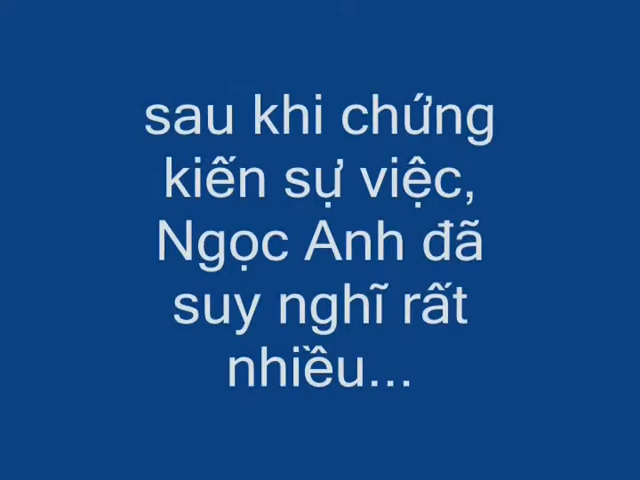 sau khi chứng
kiến sự việc,
Ngọc Anh đã
suy nghĩ rất
nhiều...